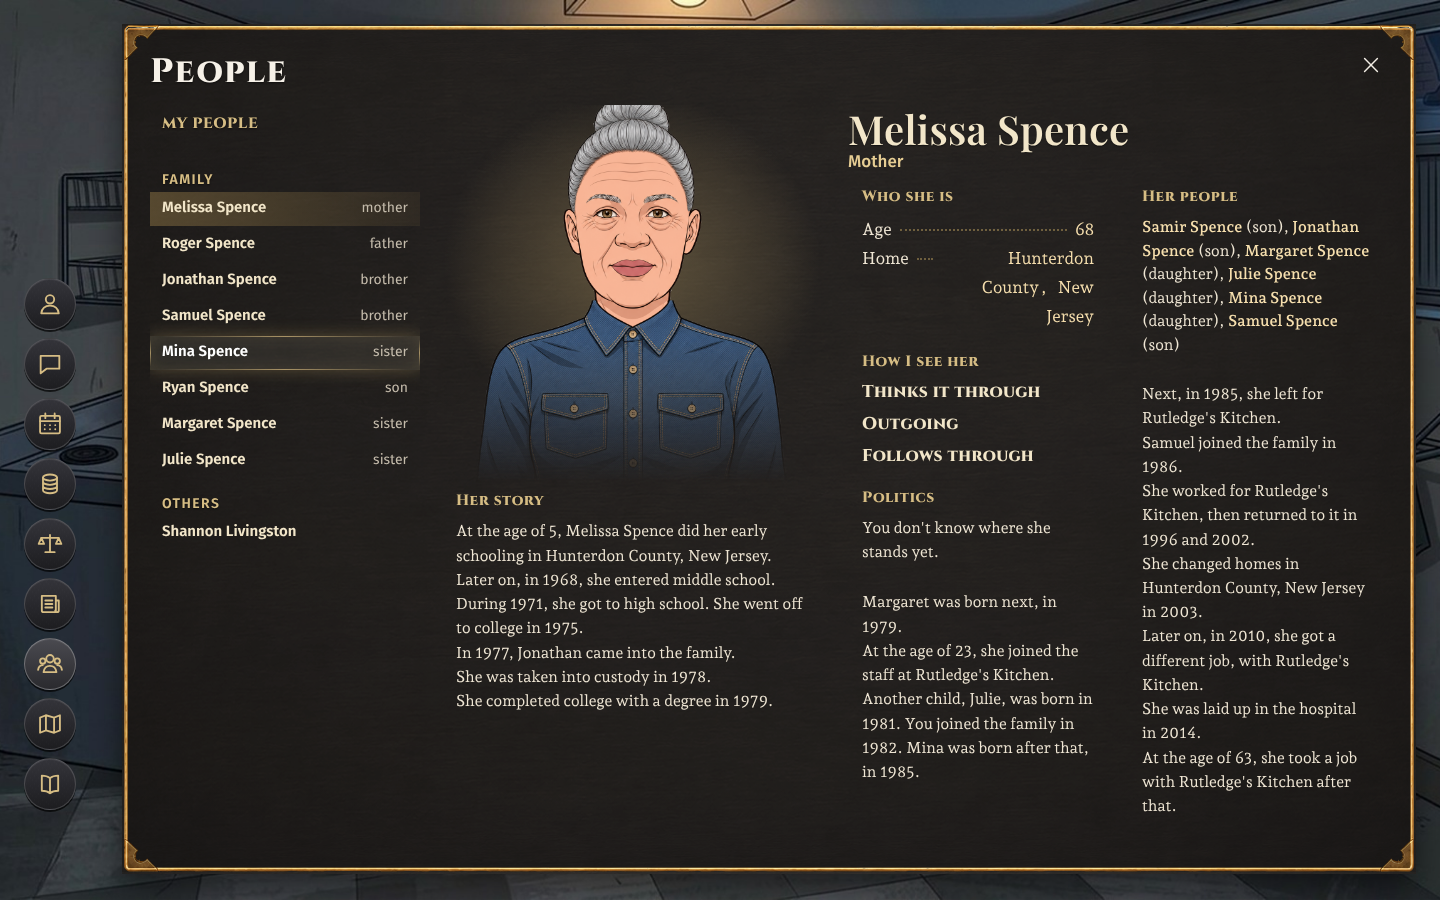 People
MY PEOPLE
FAMILY
Melissa Spence mother
Roger Spence father
Jonathan Spence brother
Samuel Spence brother
Mina Spence sister
Ryan Spence son
Margaret Spence sister
Julie Spence sister
OTHERS
Shannon Livingston
Her story
At the age of 5, Melissa Spence did her early
schooling in Hunterdon County, New Jersey.
Later on, in 1968, she entered middle school.
During 1971, she got to high school. She went off
to college in 1975.
In 1977, Jonathan came into the family.
She was taken into custody in 1978.
She completed college with a degree in 1979.
Melissa Spence
Mother
Who she is
Age 68
Home Hunterdon
County, New
Jersey
How I see her
Thinks it through
Outgoing
Follows through
Politics
You don't know where she
stands yet.
Margaret was born next, in
1979.
At the age of 23, she joined the
staff at Rutledge's Kitchen.
Another child, Julie, was born in
1981. You joined the family in
1982. Mina was born after that,
in 1985.
Her people
Samir Spence (son), Jonathan
Spence (son), Margaret Spence
(daughter), Julie Spence
(daughter), Mina Spence
(daughter), Samuel Spence
(son)
Next, in 1985, she left for
Rutledge's Kitchen.
Samuel joined the family in
1986.
She worked for Rutledge's
Kitchen, then returned to it in
1996 and 2002.
She changed homes in
Hunterdon County, New Jersey
in 2003.
Later on, in 2010, she got a
different job, with Rutledge's
Kitchen.
She was laid up in the hospital
in 2014.
At the age of 63, she took a job
with Rutledge's Kitchen after
that.